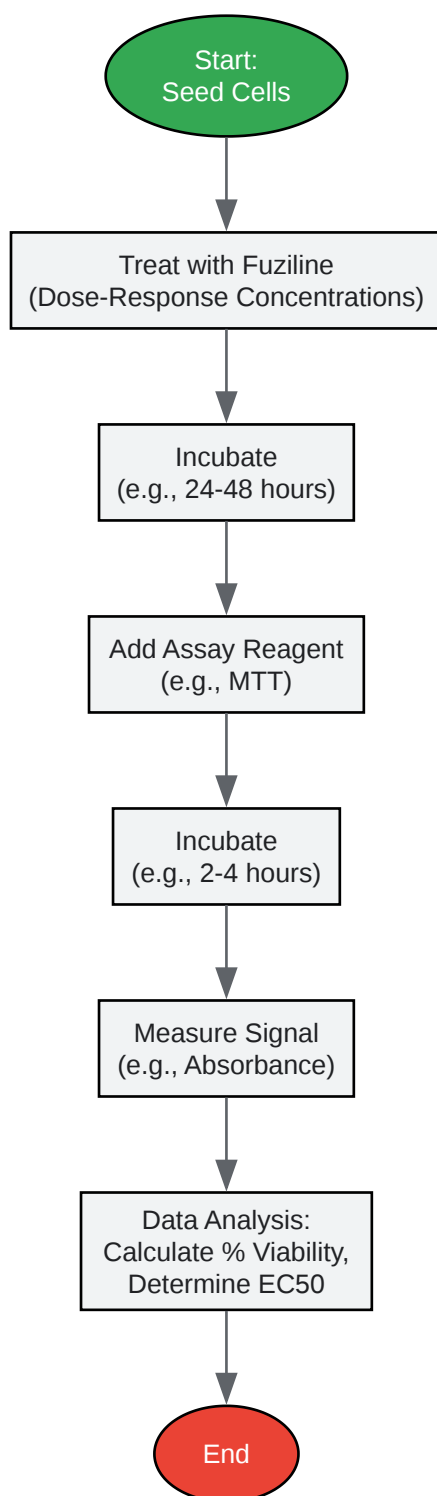 Start:
Seed Cells
Treat with Fuziline
(Dose-Response Concentrations)
Incubate
(e.g., 24-48 hours)
Add Assay Reagent
(e.g., MTT)
Incubate
(e.g., 2-4 hours)
Measure Signal
(e.g., Absorbance)
Data Analysis:
Calculate % Viability,
Determine EC50
End